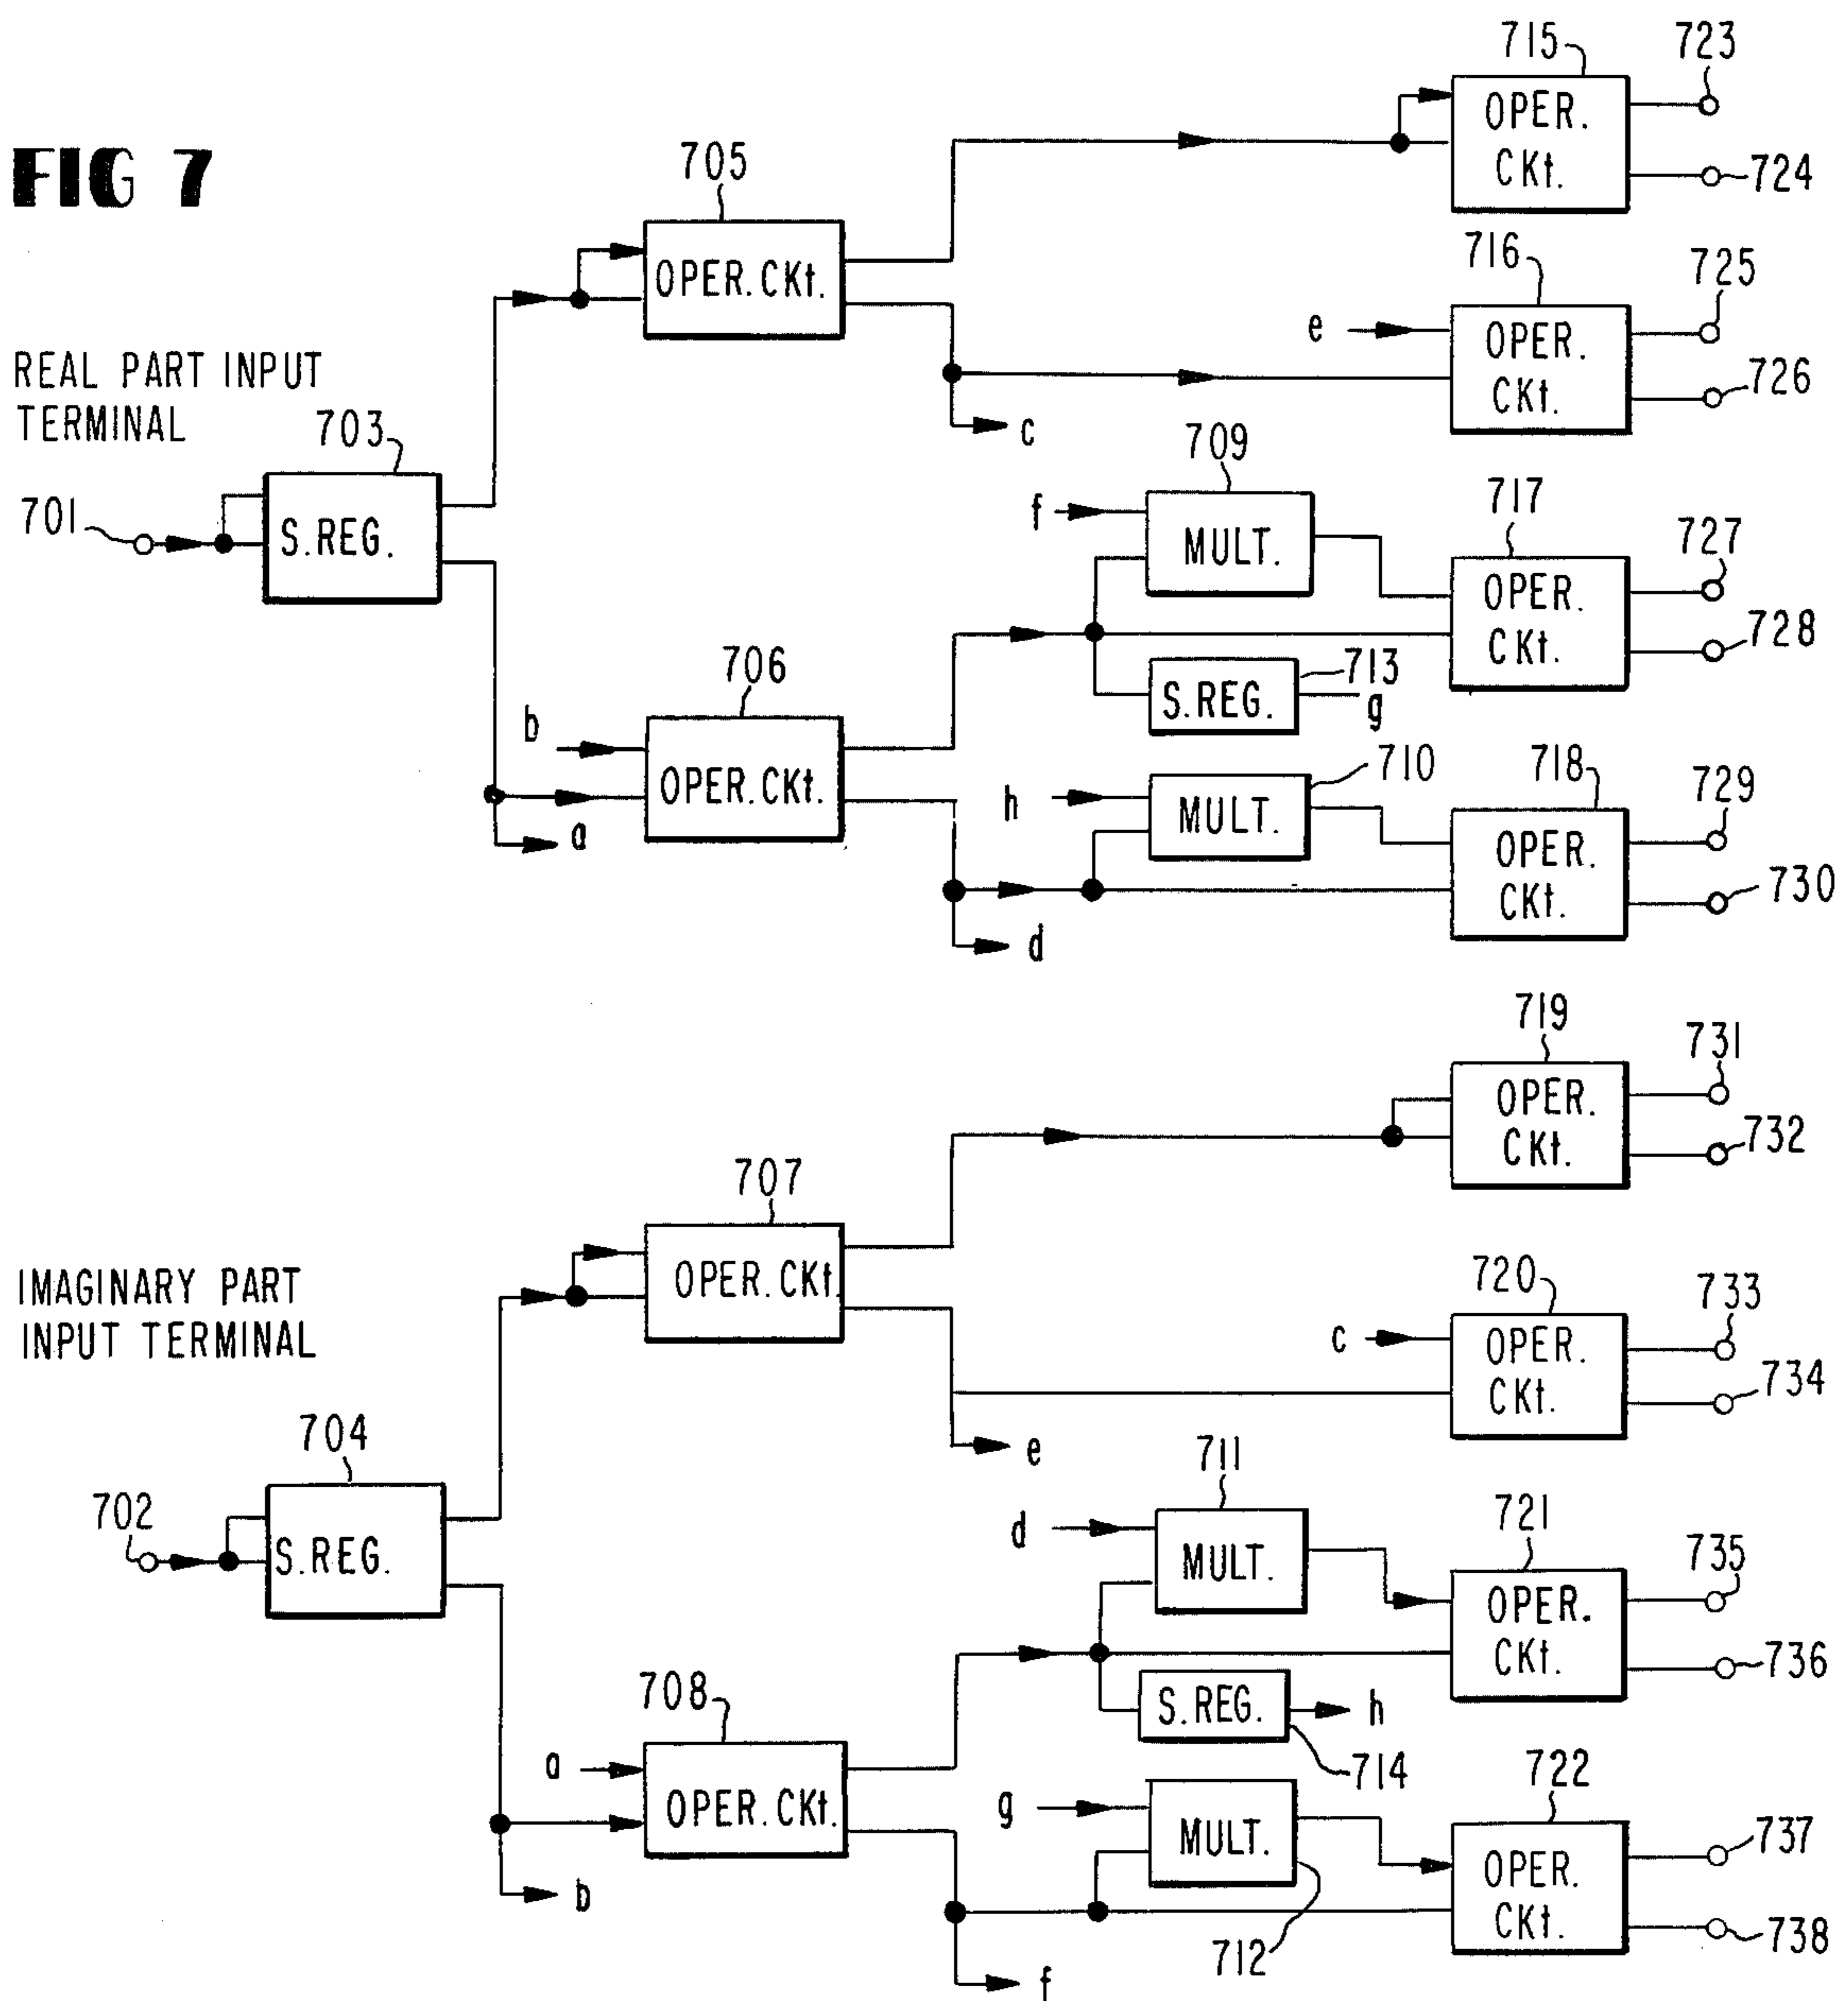 FIG 7
715
723
OPER.
CKt.
724
705
OPER. CKt.
716
725
e
OPER.
CKt.
726
c
REAL PART INPUT
TERMINAL
703
701
S.REG.
709
f
MULT.
717
727
OPER.
CKt.
728
713
S.REG.
g
706
b
OPER. CKt.
a
710
h
MULT.
718
729
OPER.
CKt.
730
d
719
731
OPER.
CKt.
732
707
OPER. CKt.
IMAGINARY PART
INPUT TERMINAL
720
733
c
OPER.
CKt.
734
e
704
702
S.REG.
711
d
MULT.
721
735
OPER.
CKt.
736
S.REG.
h
714
708
a
OPER. CKt.
b
g
MULT.
712
722
737
OPER.
CKt.
738
f